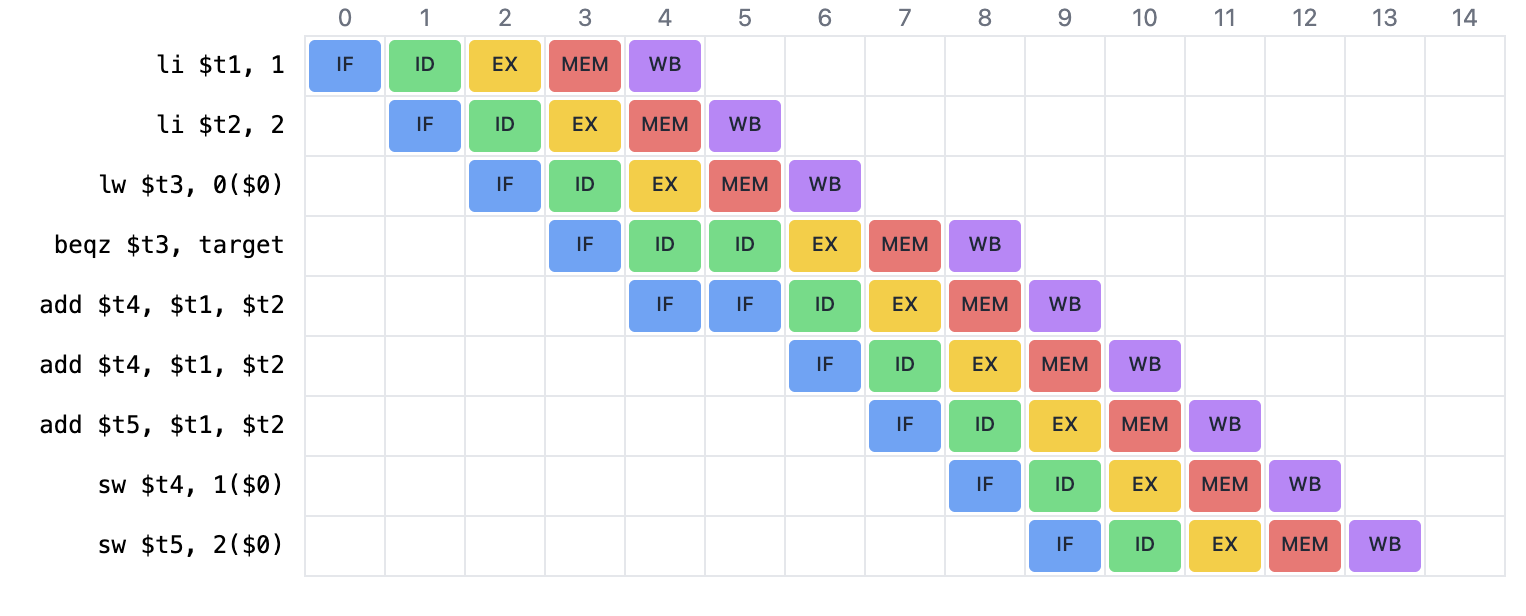 0 1 2 3 4 5 6 7 8 9 10 11 12 13 14
li $t1, 1 IF ID EX MEM WB
li $t2, 2 IF ID EX MEM WB
lw $t3, 0($0) IF ID EX MEM WB
beqz $t3, target IF ID ID EX MEM WB
add $t4, $t1, $t2 IF IF ID EX MEM WB
add $t4, $t1, $t2 IF ID EX MEM WB
add $t5, $t1, $t2 IF ID EX MEM WB
sw $t4, 1($0) IF ID EX MEM WB
sw $t5, 2($0) IF ID EX MEM WB